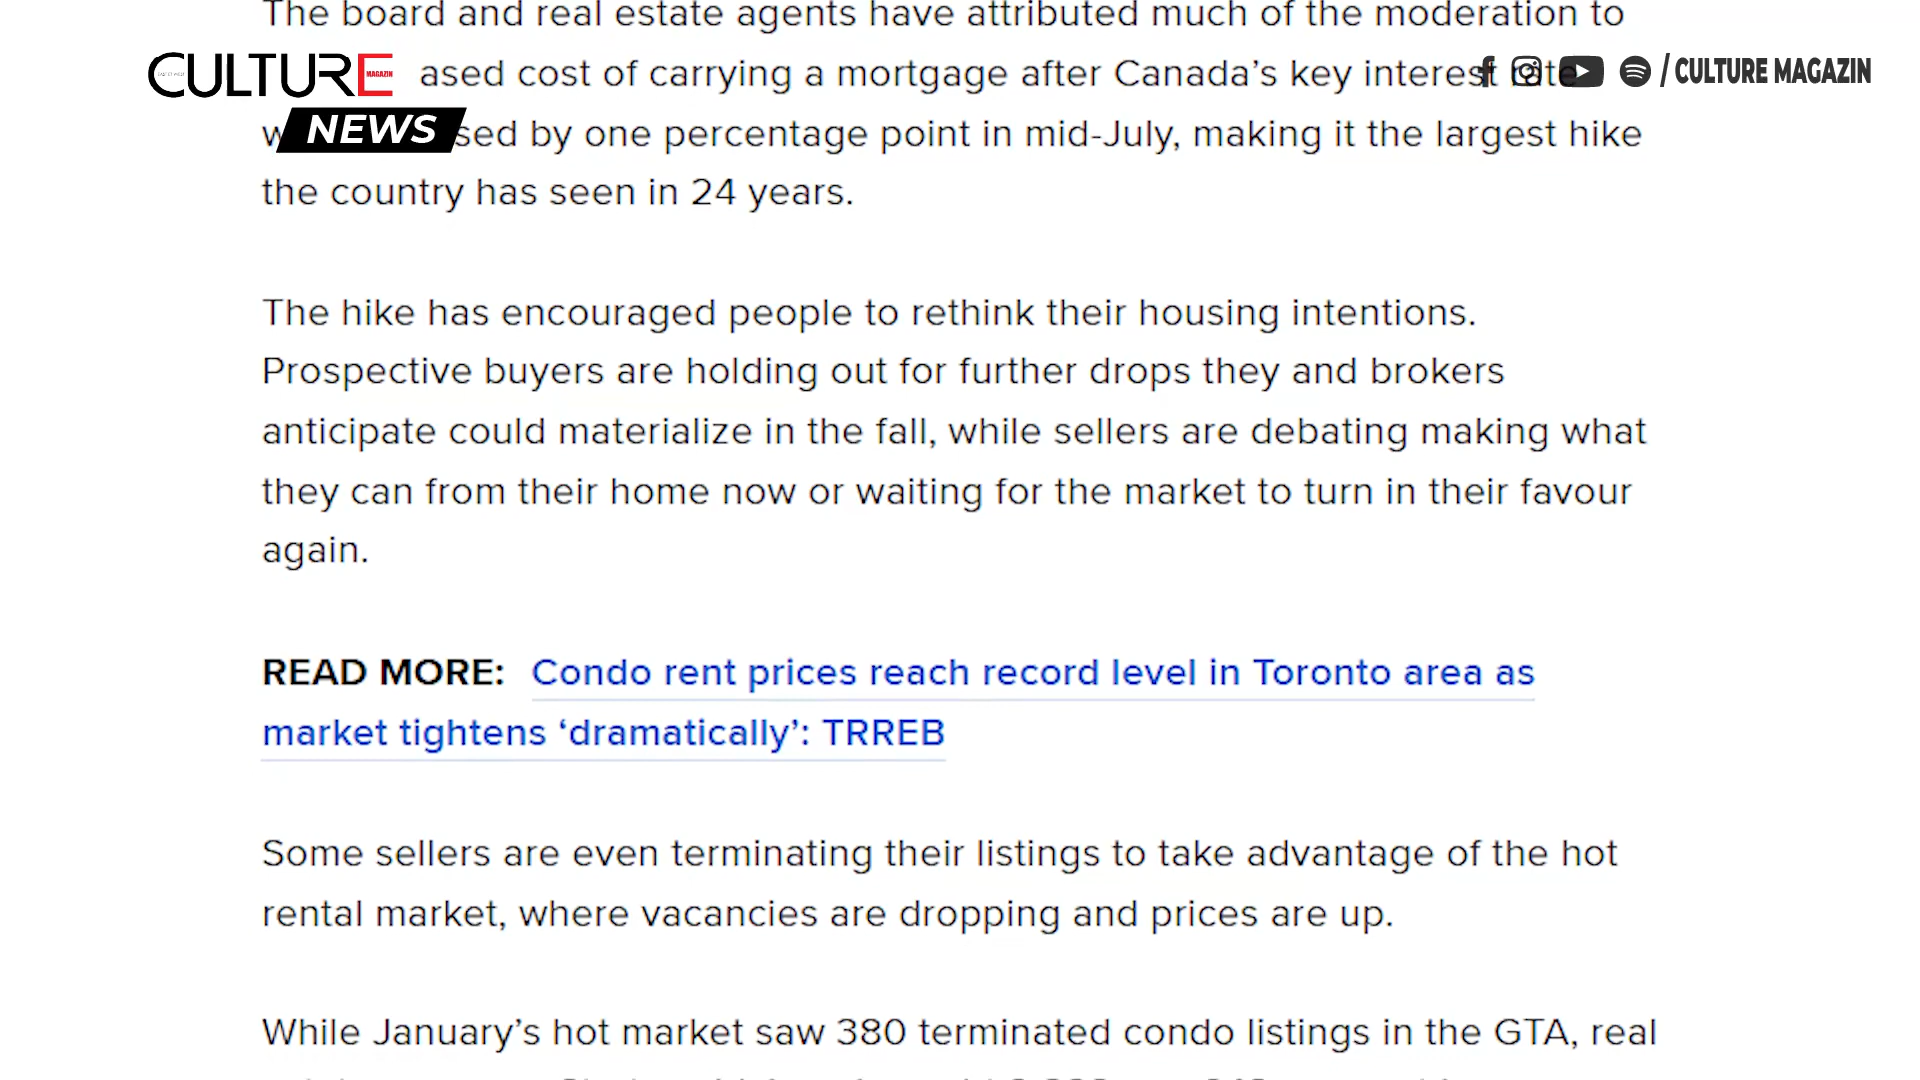 The board and real estate agents have attributed much of the moderation to
CULTURE
MAGAZIN
ased cost of carrying a mortgage after Canada’s key interest rate
/ CULTURE MAGAZIN
NEWS
sed by one percentage point in mid-July, making it the largest hike
the country has seen in 24 years.
The hike has encouraged people to rethink their housing intentions.
Prospective buyers are holding out for further drops they and brokers
anticipate could materialize in the fall, while sellers are debating making what
they can from their home now or waiting for the market to turn in their favour
again.
READ MORE: Condo rent prices reach record level in Toronto area as
market tightens ‘dramatically’: TRREB
Some sellers are even terminating their listings to take advantage of the hot
rental market, where vacancies are dropping and prices are up.
While January’s hot market saw 380 terminated condo listings in the GTA, real